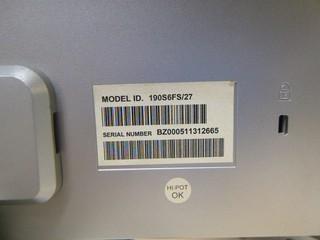 MODEL ID. 190S6FS/27
SERIAL NUMBER BZ000511312665
HI-POT
OK